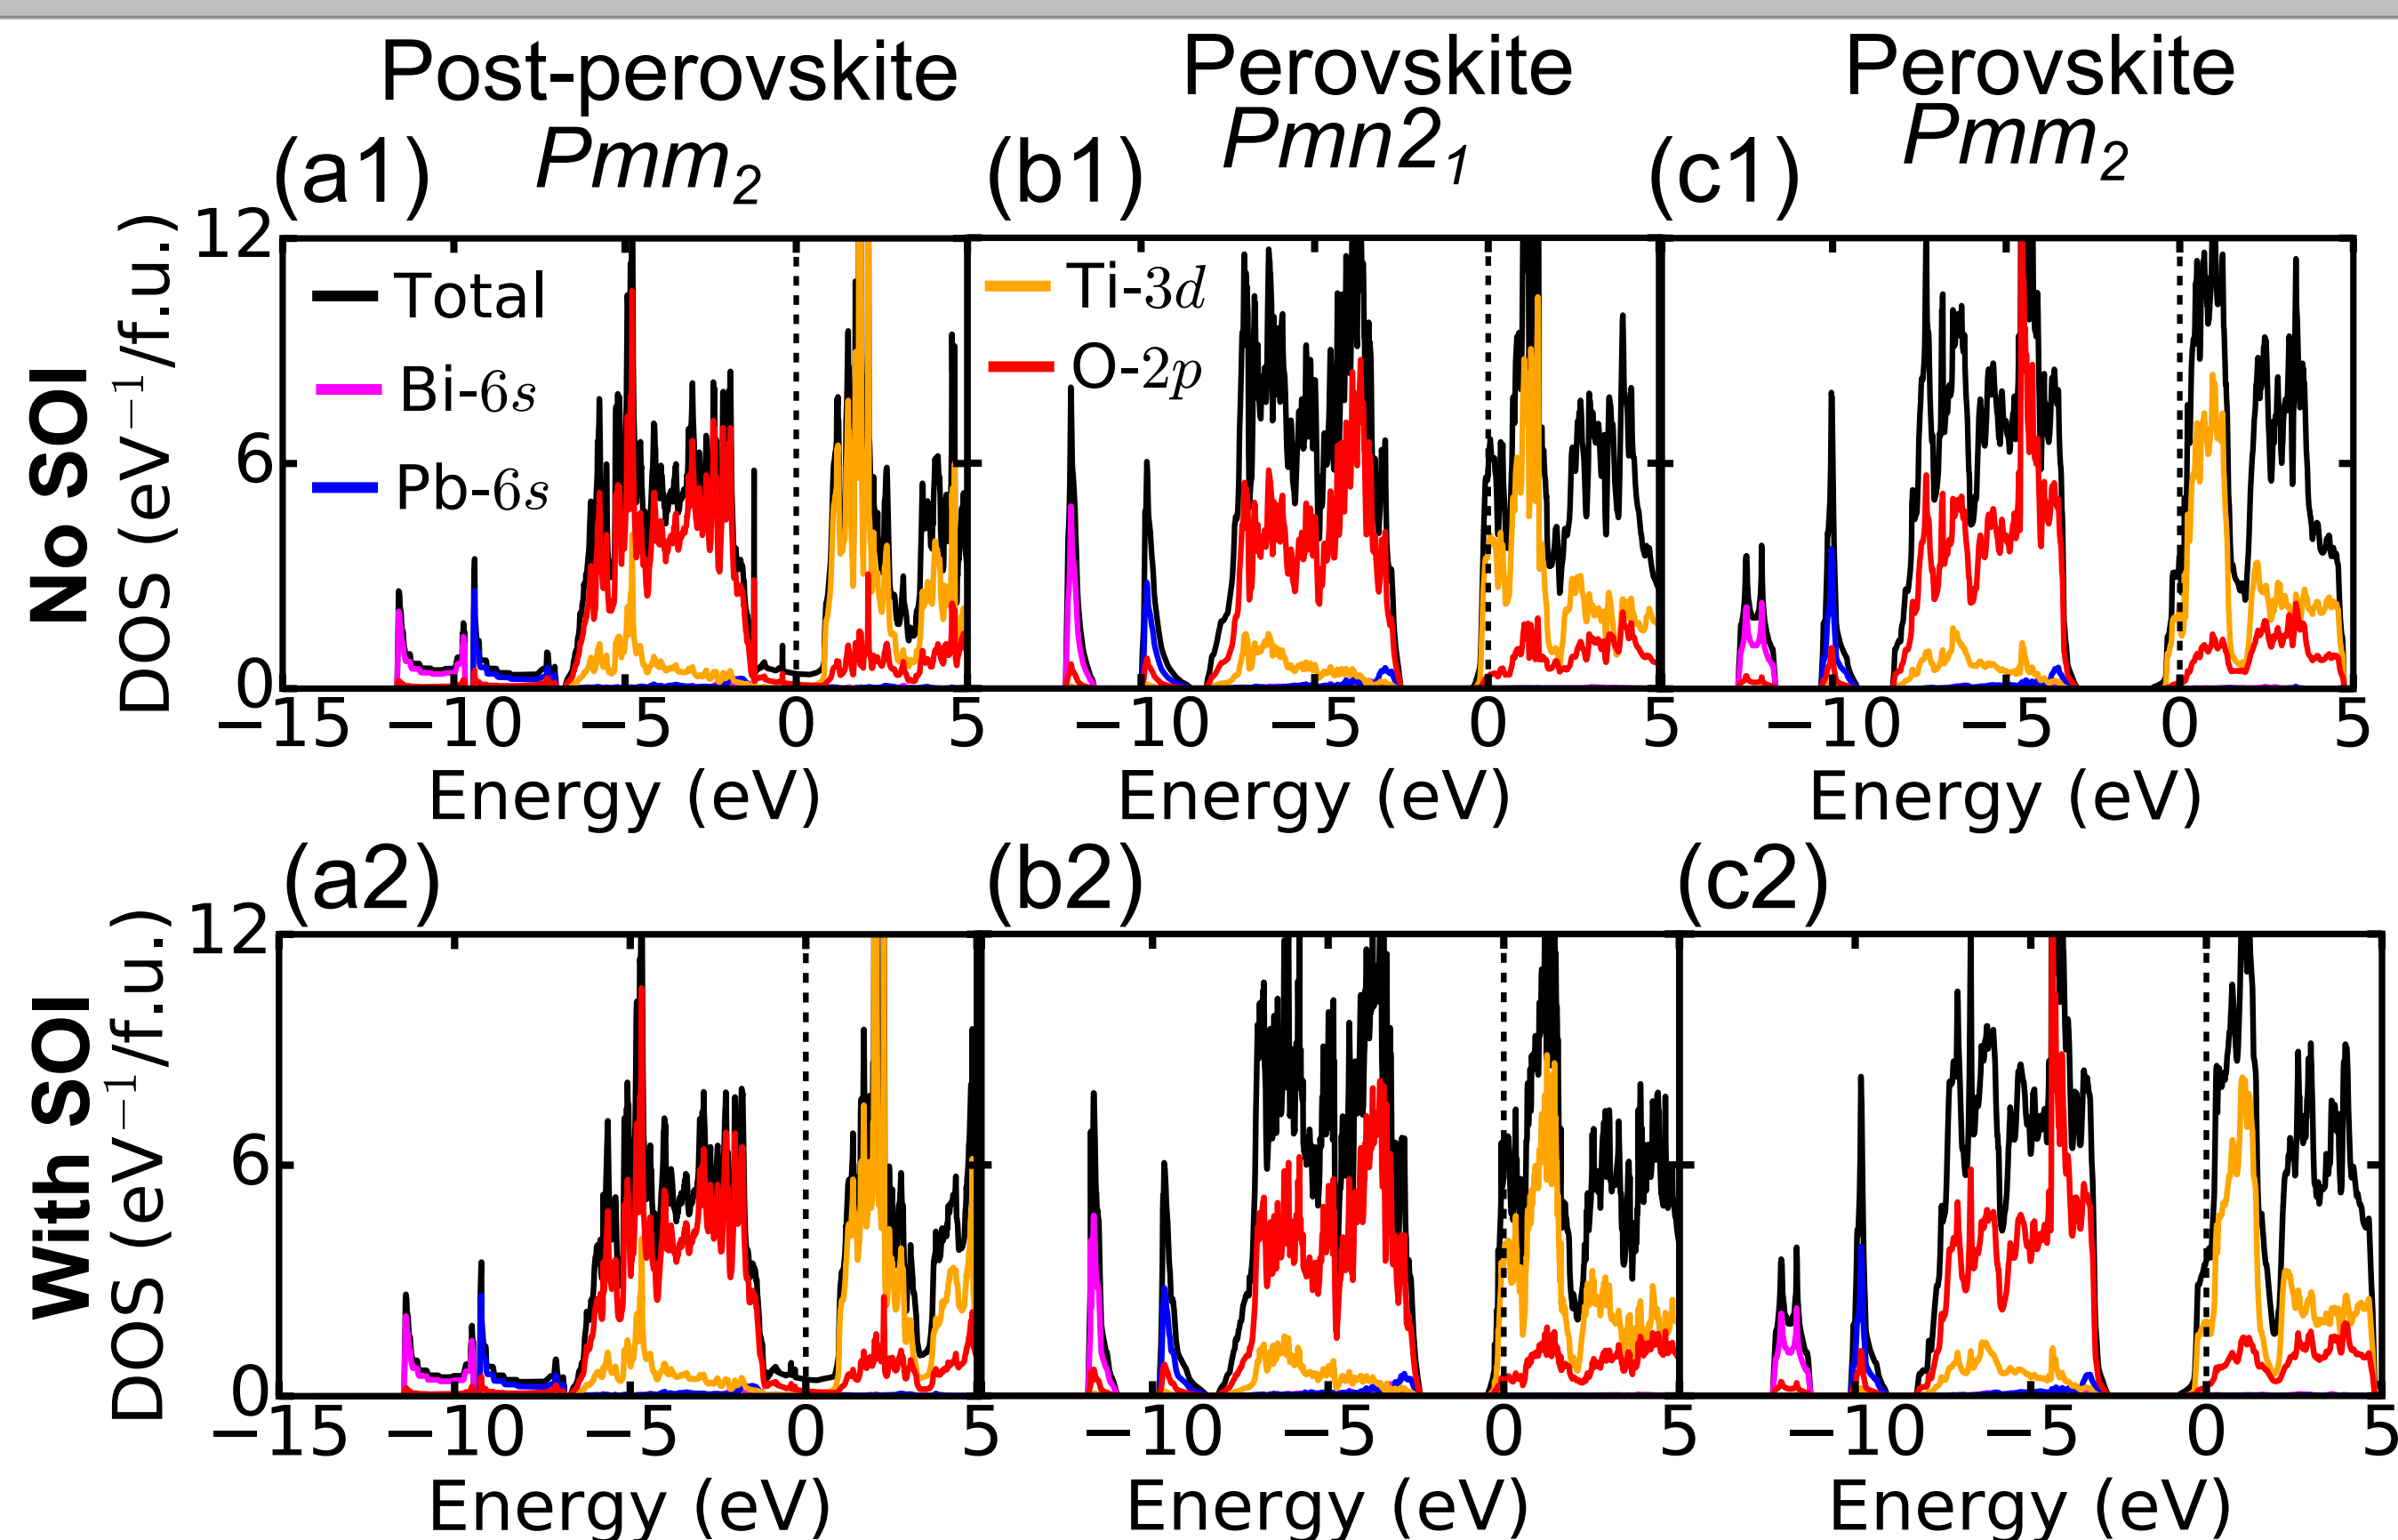 Post-perovskite Perovskite Perovskite
(a1) Pmm2 (b1) Pmn21 (c1) Pmm2
No SOI
DOS (eV−1/f.u.)
12
6
0
Total
Bi-6s
Pb-6s
Ti-3d
O-2p
−15 −10 −5 0 5 −10 −5 0 5 −10 −5 0 5
Energy (eV) Energy (eV) Energy (eV)
(a2) (b2) (c2)
With SOI
DOS (eV−1/f.u.)
12
6
0
−15 −10 −5 0 5 −10 −5 0 5 −10 −5 0 5
Energy (eV) Energy (eV) Energy (eV)